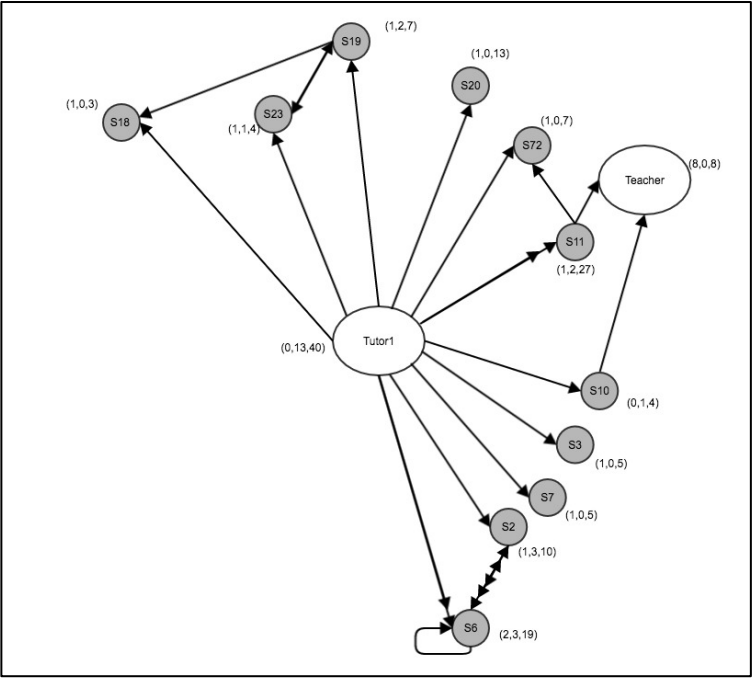 S19
(1,2,7)
(1,0,13)
S20
(1,0,3)
S18
S23
(1,1,4)
(1,0,7)
S72
Teacher
(8,0,8)
S11
(1,2,27)
Tutor1
(0,13,40)
S10
(0,1,4)
S3
(1,0,5)
S7
(1,0,5)
S2
(1,3,10)
S6
(2,3,19)